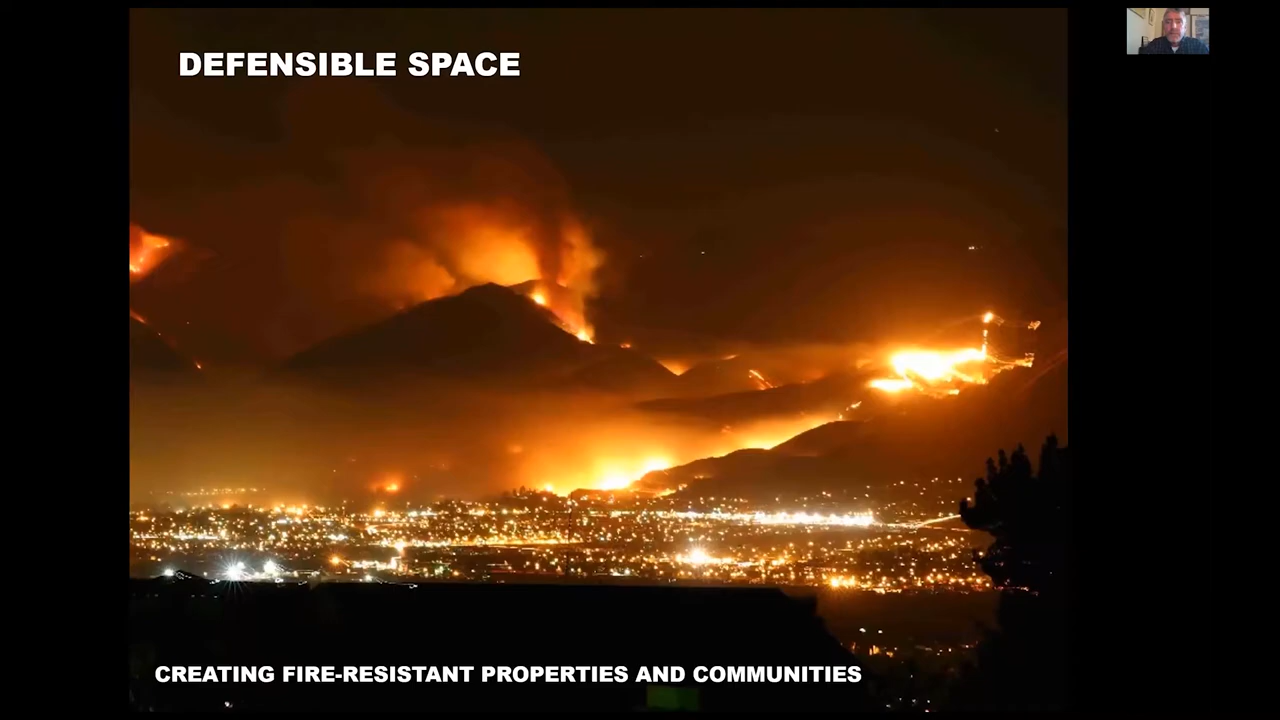 DEFENSIBLE SPACE
CREATING FIRE-RESISTANT PROPERTIES AND COMMUNITIES